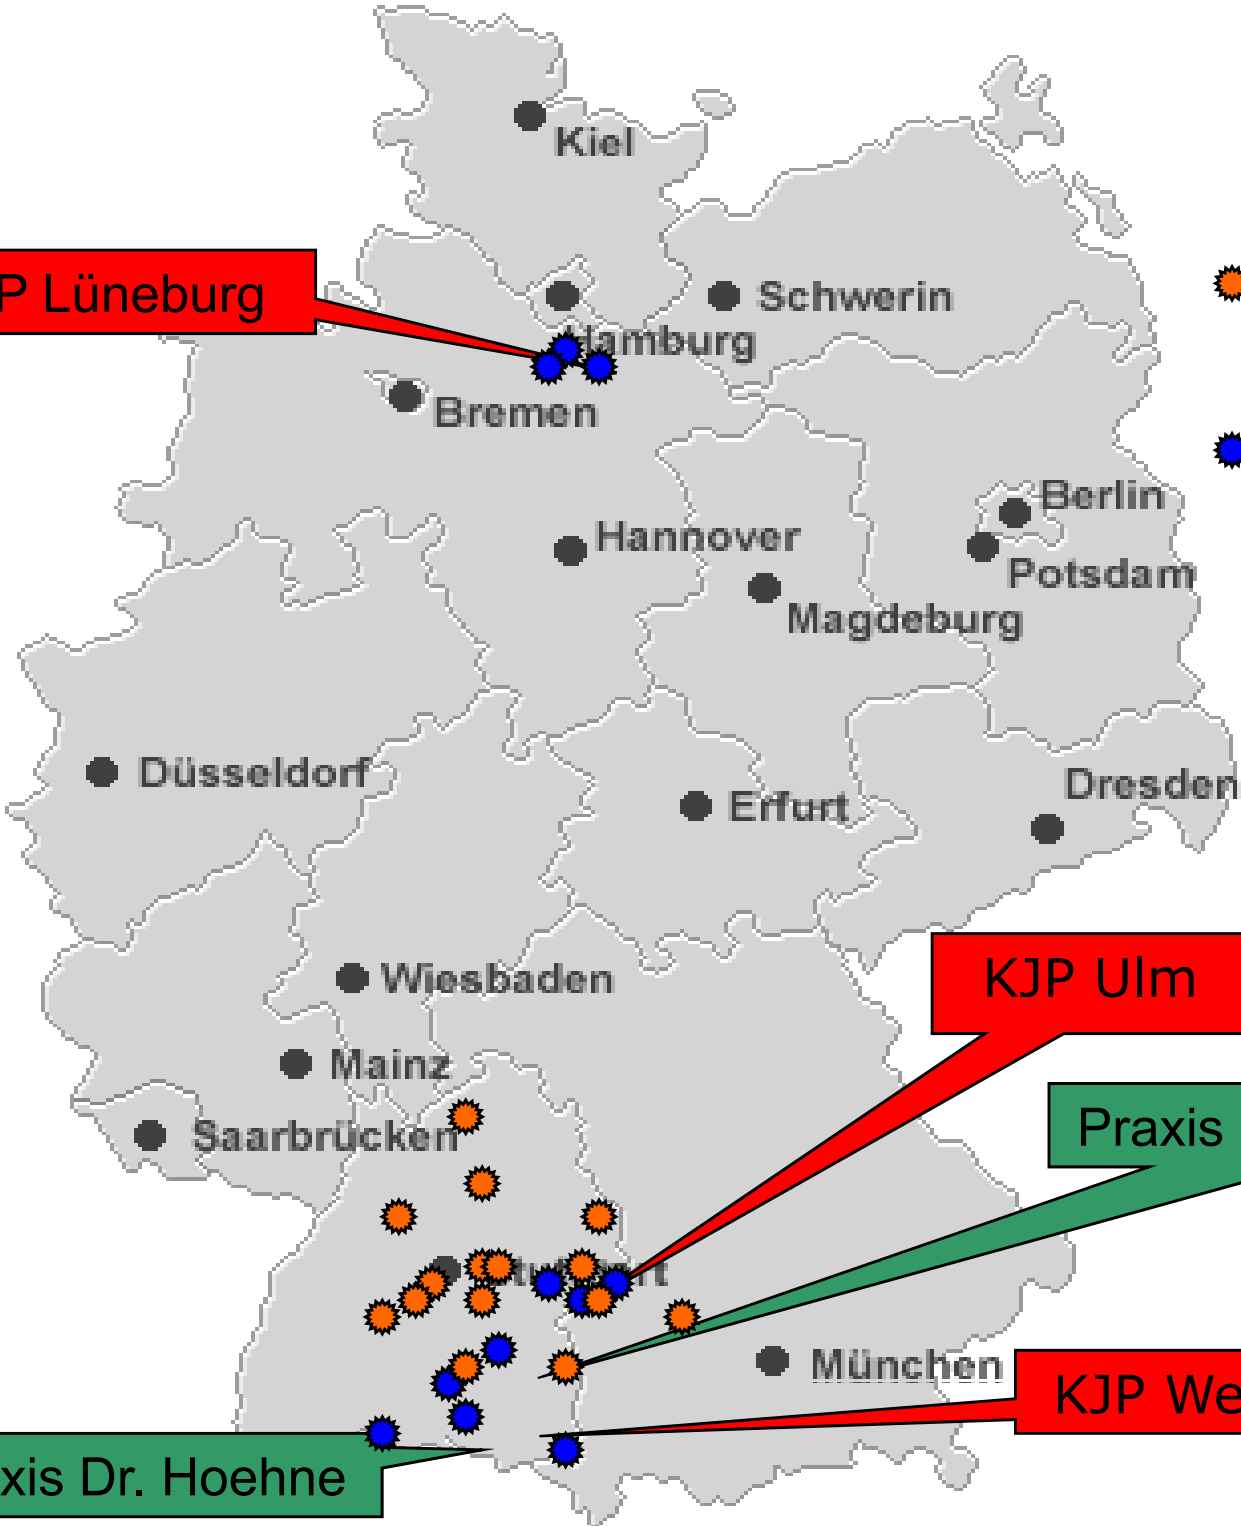 Kiel
P Lüneburg
Schwerin
Hamburg
Bremen
Berlin
Hannover
Potsdam
Magdeburg
Düsseldorf
Dresden
Erfurt
KJP Ulm
Wiesbaden
Mainz
Praxis
Saarbrücken
München
KJP We
xis Dr. Hoehne